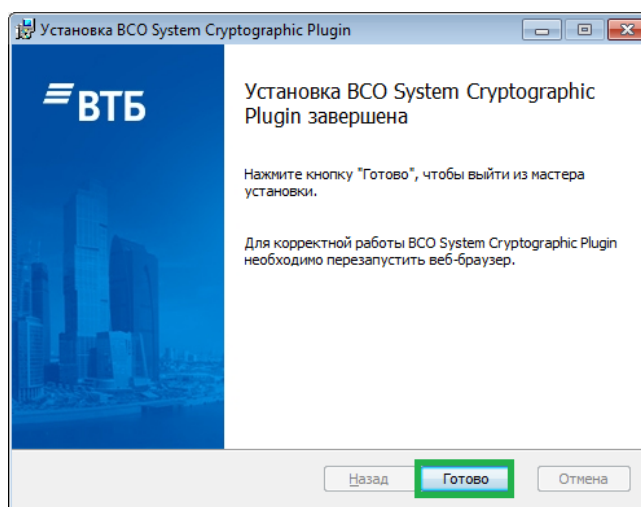 Установка BCO System Cryptographic Plugin
ВТБ
Установка BCO System Cryptographic
Plugin завершена
Нажмите кнопку "Готово", чтобы выйти из мастера
установки.
Для корректной работы BCO System Cryptographic Plugin
необходимо перезапустить веб-браузер.
Назад
Готово
Отмена